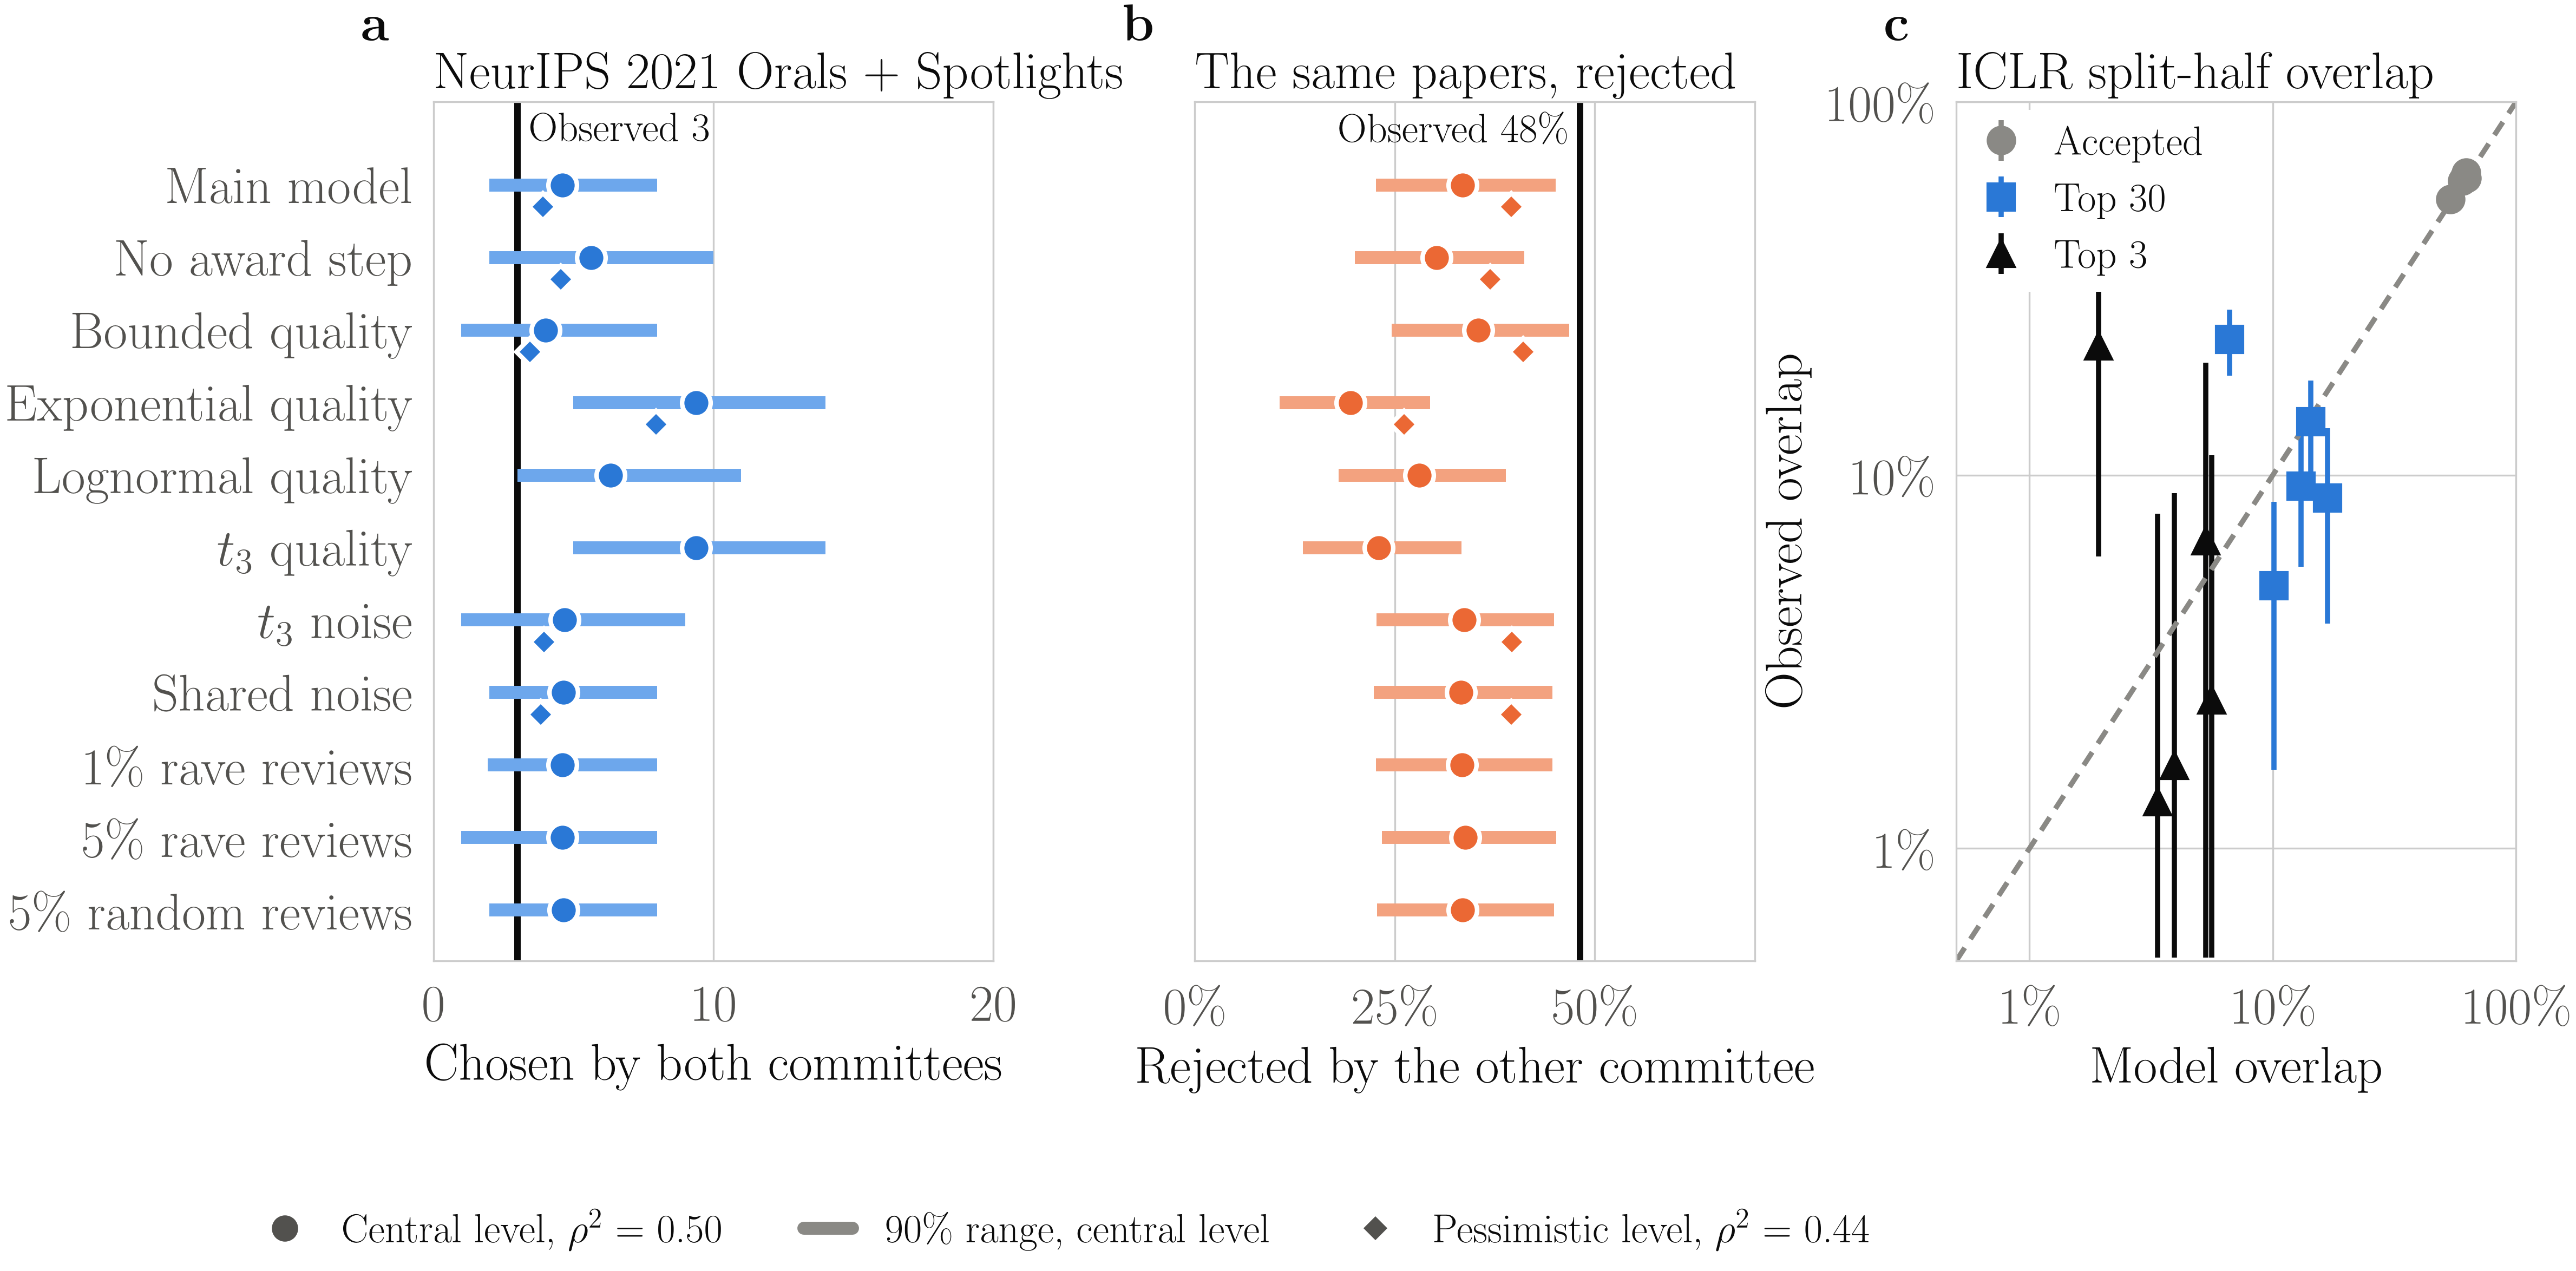 a
NeurIPS 2021 Orals + Spotlights
Observed 3
Main model
No award step
Bounded quality
Exponential quality
Lognormal quality
t₃ quality
t₃ noise
Shared noise
1% rave reviews
5% rave reviews
5% random reviews
0 10 20
Chosen by both committees
b
The same papers, rejected
Observed 48%
0% 25% 50%
Rejected by the other committee
c
ICLR split-half overlap
100%
10%
1%
Observed overlap
Accepted
Top 30
Top 3
1% 10% 100%
Model overlap
Central level, ρ² = 0.50
90% range, central level
Pessimistic level, ρ² = 0.44